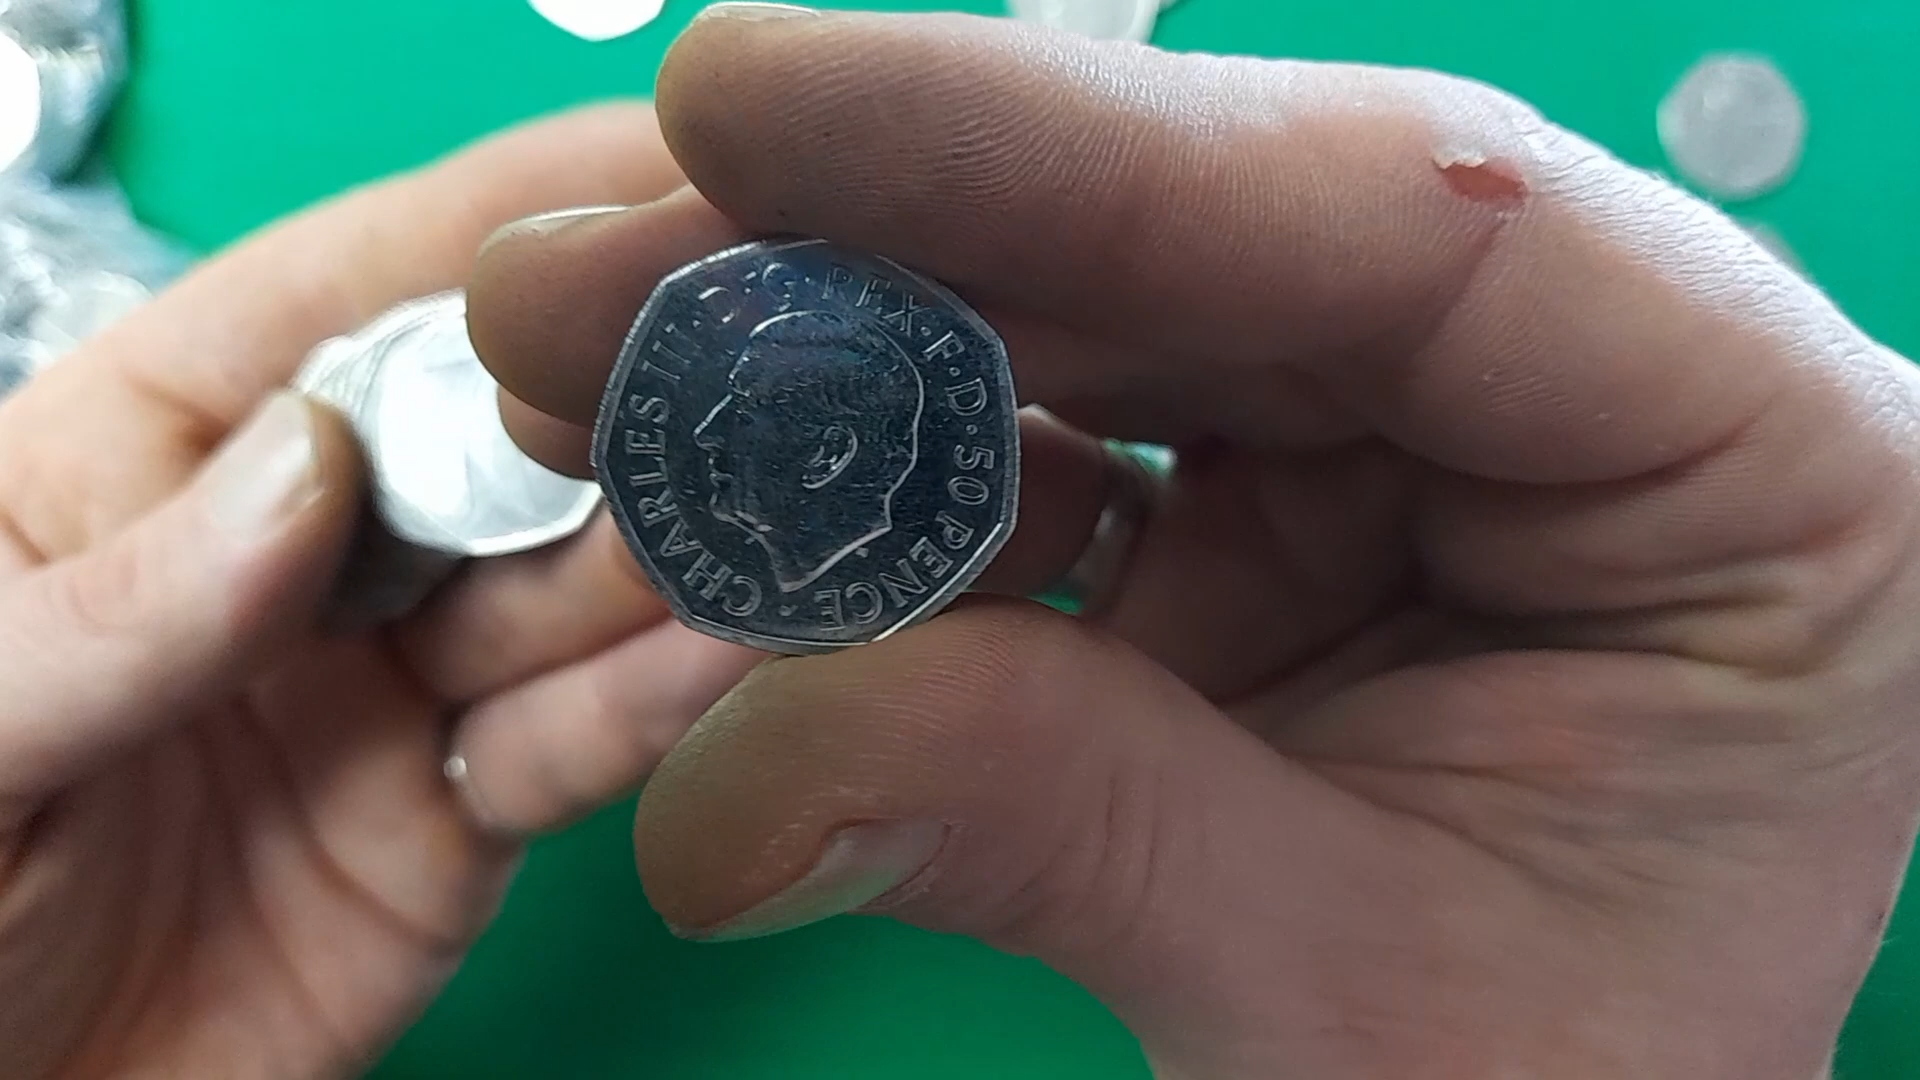 · CHARLES III · D · G · REX · F · D · 50 PENCE